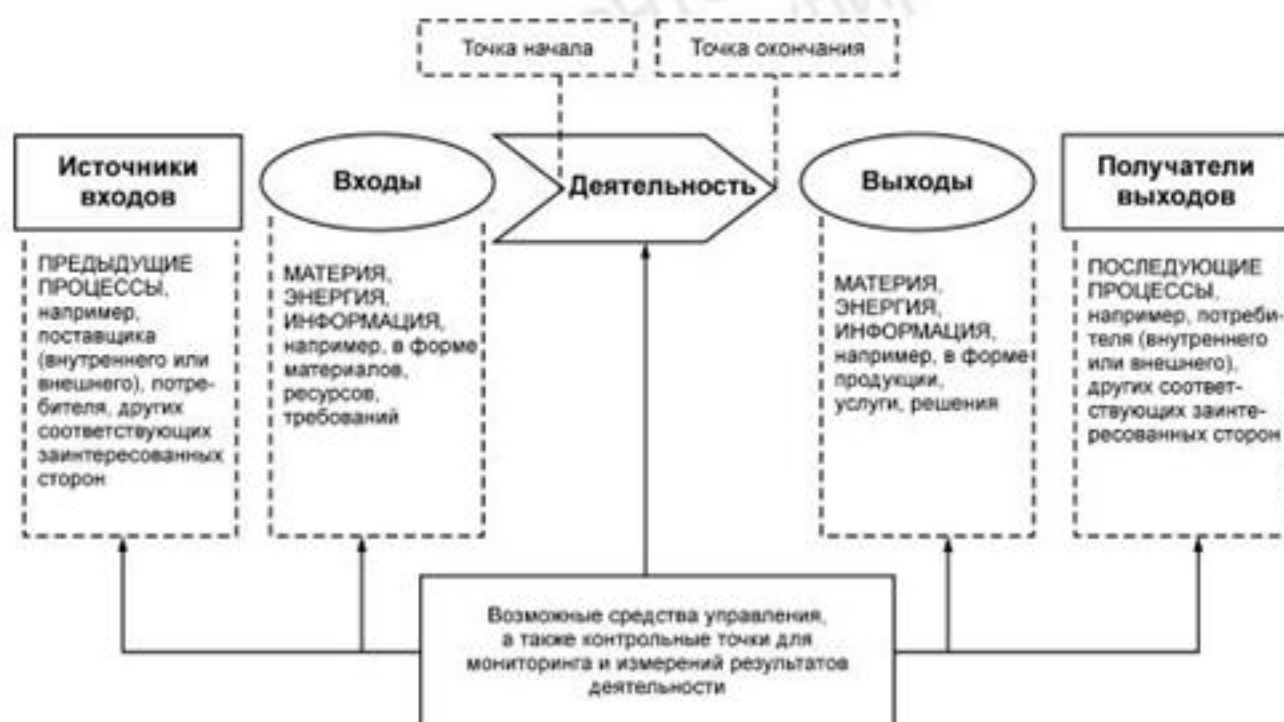 Точка начала
Точка окончания
Источники
входов
Входы
Деятельность
Выходы
Получатели
выходов
ПРЕДЫДУЩИЕ
ПРОЦЕССЫ,
например,
поставщика
(внутреннего или
внешнего), потре-
бителя, других
соответствующих
заинтересованных
сторон
МАТЕРИЯ,
ЭНЕРГИЯ,
ИНФОРМАЦИЯ,
например, в форме
материалов,
ресурсов,
требований
МАТЕРИЯ,
ЭНЕРГИЯ,
ИНФОРМАЦИЯ,
например, в форме
продукции,
услуги, решения
ПОСЛЕДУЮЩИЕ
ПРОЦЕССЫ,
например, потреби-
теля (внутреннего
или внешнего),
других соответ-
ствующих заинте-
ресованных сторон
Возможные средства управления,
а также контрольные точки для
мониторинга и измерений результатов
деятельности